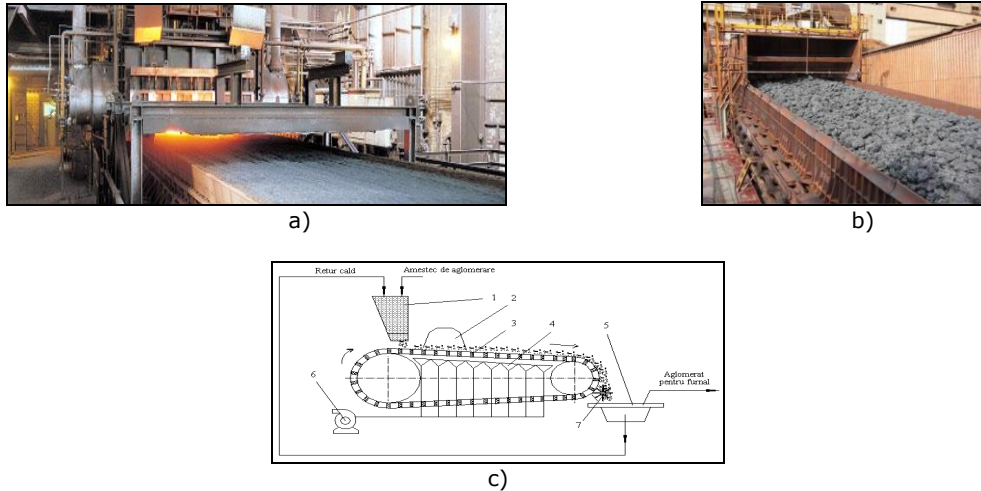 a)
b)
Retur cald
Amestec de aglomerare
1
2
3
4
5
Aglomerat
pentru furnal
6
7
c)